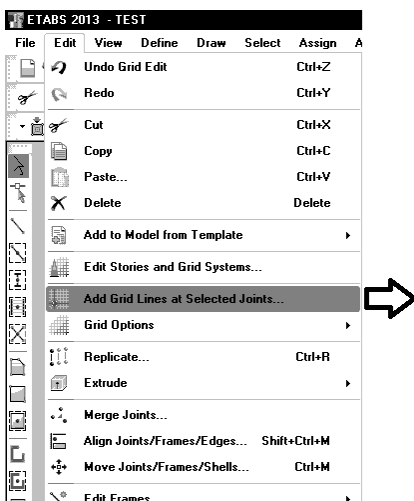 ETABS 2013 - TEST
File Edit View Define Draw Select Assign A
Undo Grid Edit Ctrl+Z
Redo Ctrl+Y
Cut Ctrl+X
Copy Ctrl+C
Paste... Ctrl+V
Delete Delete
Add to Model from Template
Edit Stories and Grid Systems...
Add Grid Lines at Selected Joints...
Grid Options
Replicate... Ctrl+R
Extrude
Merge Joints...
Align Joints/Frames/Edges... Shift+Ctrl+M
Move Joints/Frames/Shells... Ctrl+M
Edit Frames